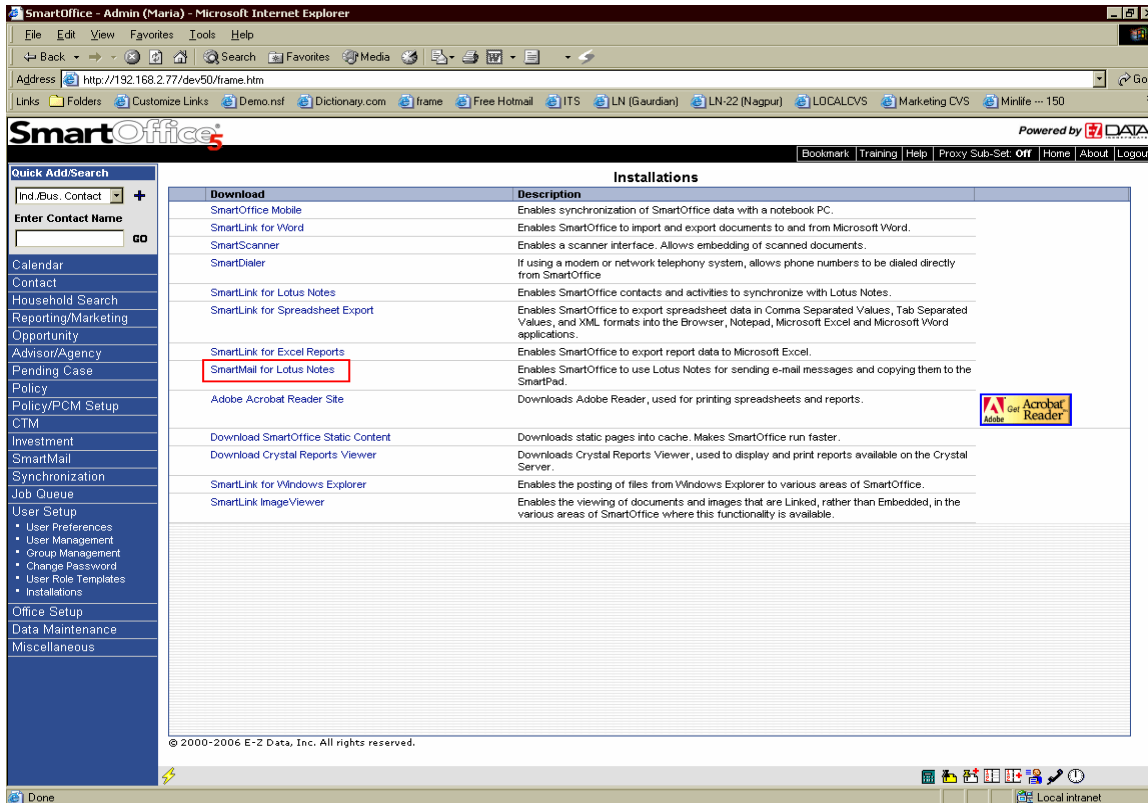 SmartOffice - Admin (Maria) - Microsoft Internet Explorer
File Edit View Favorites Tools Help
Back Search Favorites Media
Address http://192.168.2.77/dev50/frame.htm Go
Links Folders Customize Links Demo.nsf Dictionary.com frame Free Hotmail ITS LN (Gaurdian) LN-22 (Nagpur) LOCALCVS Marketing CVS Minlife --- 150
SmartOffice 5 Powered by EZ DATA
Bookmark Training Help Proxy Sub-Set: Off Home About Logou
Quick Add/Search
Ind./Bus. Contact
Enter Contact Name
GO
Calendar
Contact
Household Search
Reporting/Marketing
Opportunity
Advisor/Agency
Pending Case
Policy
Policy/PCM Setup
CTM
Investment
SmartMail
Synchronization
Job Queue
User Setup
• User Preferences
• User Management
• Group Management
• Change Password
• User Role Templates
• Installations
Office Setup
Data Maintenance
Miscellaneous
Installations
Download Description
SmartOffice Mobile Enables synchronization of SmartOffice data with a notebook PC.
SmartLink for Word Enables SmartOffice to import and export documents to and from Microsoft Word.
SmartScanner Enables a scanner interface. Allows embedding of scanned documents.
SmartDialer If using a modem or network telephony system, allows phone numbers to be dialed directly
from SmartOffice
SmartLink for Lotus Notes Enables SmartOffice contacts and activities to synchronize with Lotus Notes.
SmartLink for Spreadsheet Export Enables SmartOffice to export spreadsheet data in Comma Separated Values, Tab Separated
Values, and XML formats into the Browser, Notepad, Microsoft Excel and Microsoft Word
applications.
SmartLink for Excel Reports Enables SmartOffice to export report data to Microsoft Excel.
SmartMail for Lotus Notes Enables SmartOffice to use Lotus Notes for sending e-mail messages and copying them to the
SmartPad.
Adobe Acrobat Reader Site Downloads Adobe Reader, used for printing spreadsheets and reports.
Adobe Get Acrobat Reader
Download SmartOffice Static Content Downloads static pages into cache. Makes SmartOffice run faster.
Download Crystal Reports Viewer Downloads Crystal Reports Viewer, used to display and print reports available on the Crystal
Server.
SmartLink for Windows Explorer Enables the posting of files from Windows Explorer to various areas of SmartOffice.
SmartLink ImageViewer Enables the viewing of documents and images that are Linked, rather than Embedded, in the
various areas of SmartOffice where this functionality is available.
© 2000-2006 E-Z Data, Inc. All rights reserved.
Done Local intranet